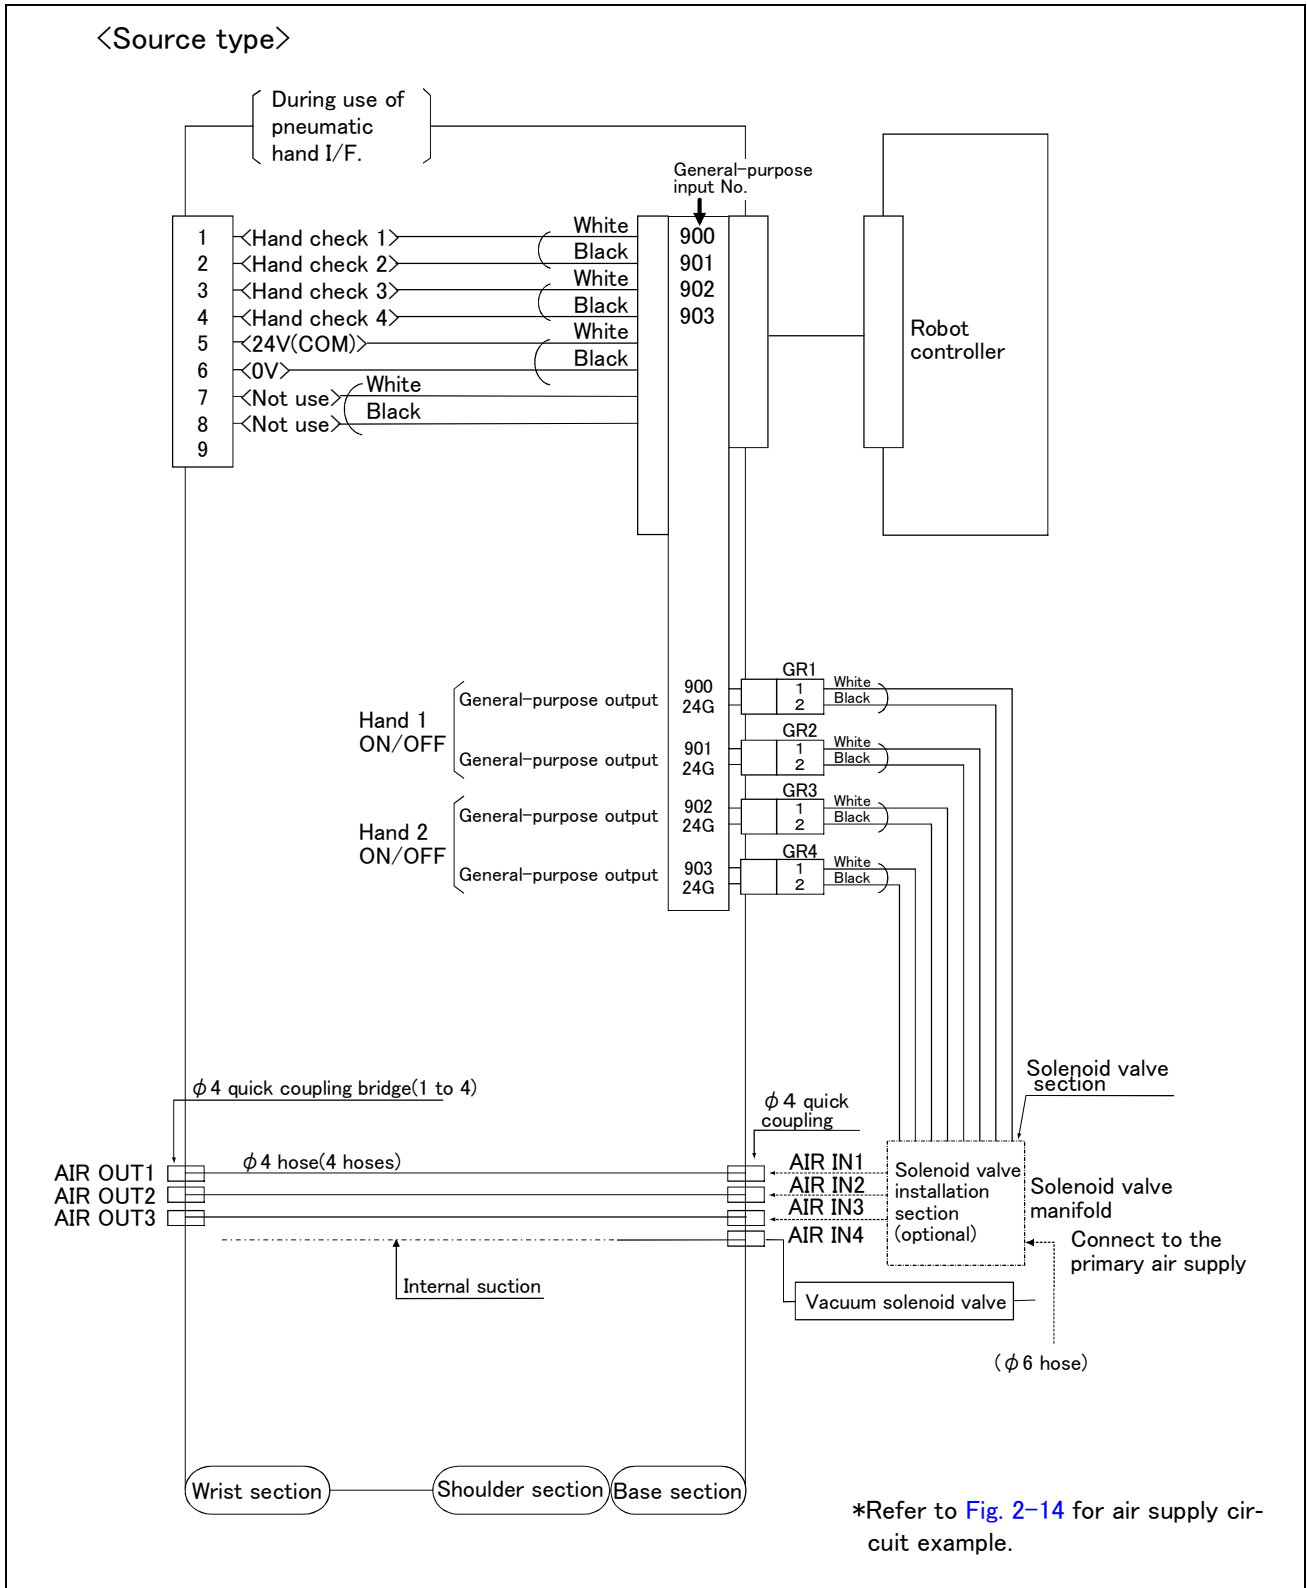 <Source type>
During use of
pneumatic
hand I/F.
General-purpose
input No.
1 <Hand check 1> White 900
2 <Hand check 2> Black 901
3 <Hand check 3> White 902
4 <Hand check 4> Black 903
5 <24V(COM)> White
6 <0V> Black
7 <Not use> White
8 <Not use> Black
9
Robot
controller
Hand 1
ON/OFF
General-purpose output 900
24G
GR1
1 White
2 Black
General-purpose output 901
24G
GR2
1 White
2 Black
Hand 2
ON/OFF
General-purpose output 902
24G
GR3
1 White
2 Black
General-purpose output 903
24G
GR4
1 White
2 Black
Solenoid valve
section
φ4 quick coupling bridge(1 to 4)
φ4 quick
coupling
φ4 hose(4 hoses)
AIR OUT1
AIR OUT2
AIR OUT3
AIR IN1
AIR IN2
AIR IN3
AIR IN4
Solenoid valve
installation
section
(optional)
Solenoid valve
manifold
Connect to the
primary air supply
Internal suction
Vacuum solenoid valve
(φ6 hose)
Wrist section
Shoulder section
Base section
*Refer to Fig. 2-14 for air supply cir-
cuit example.